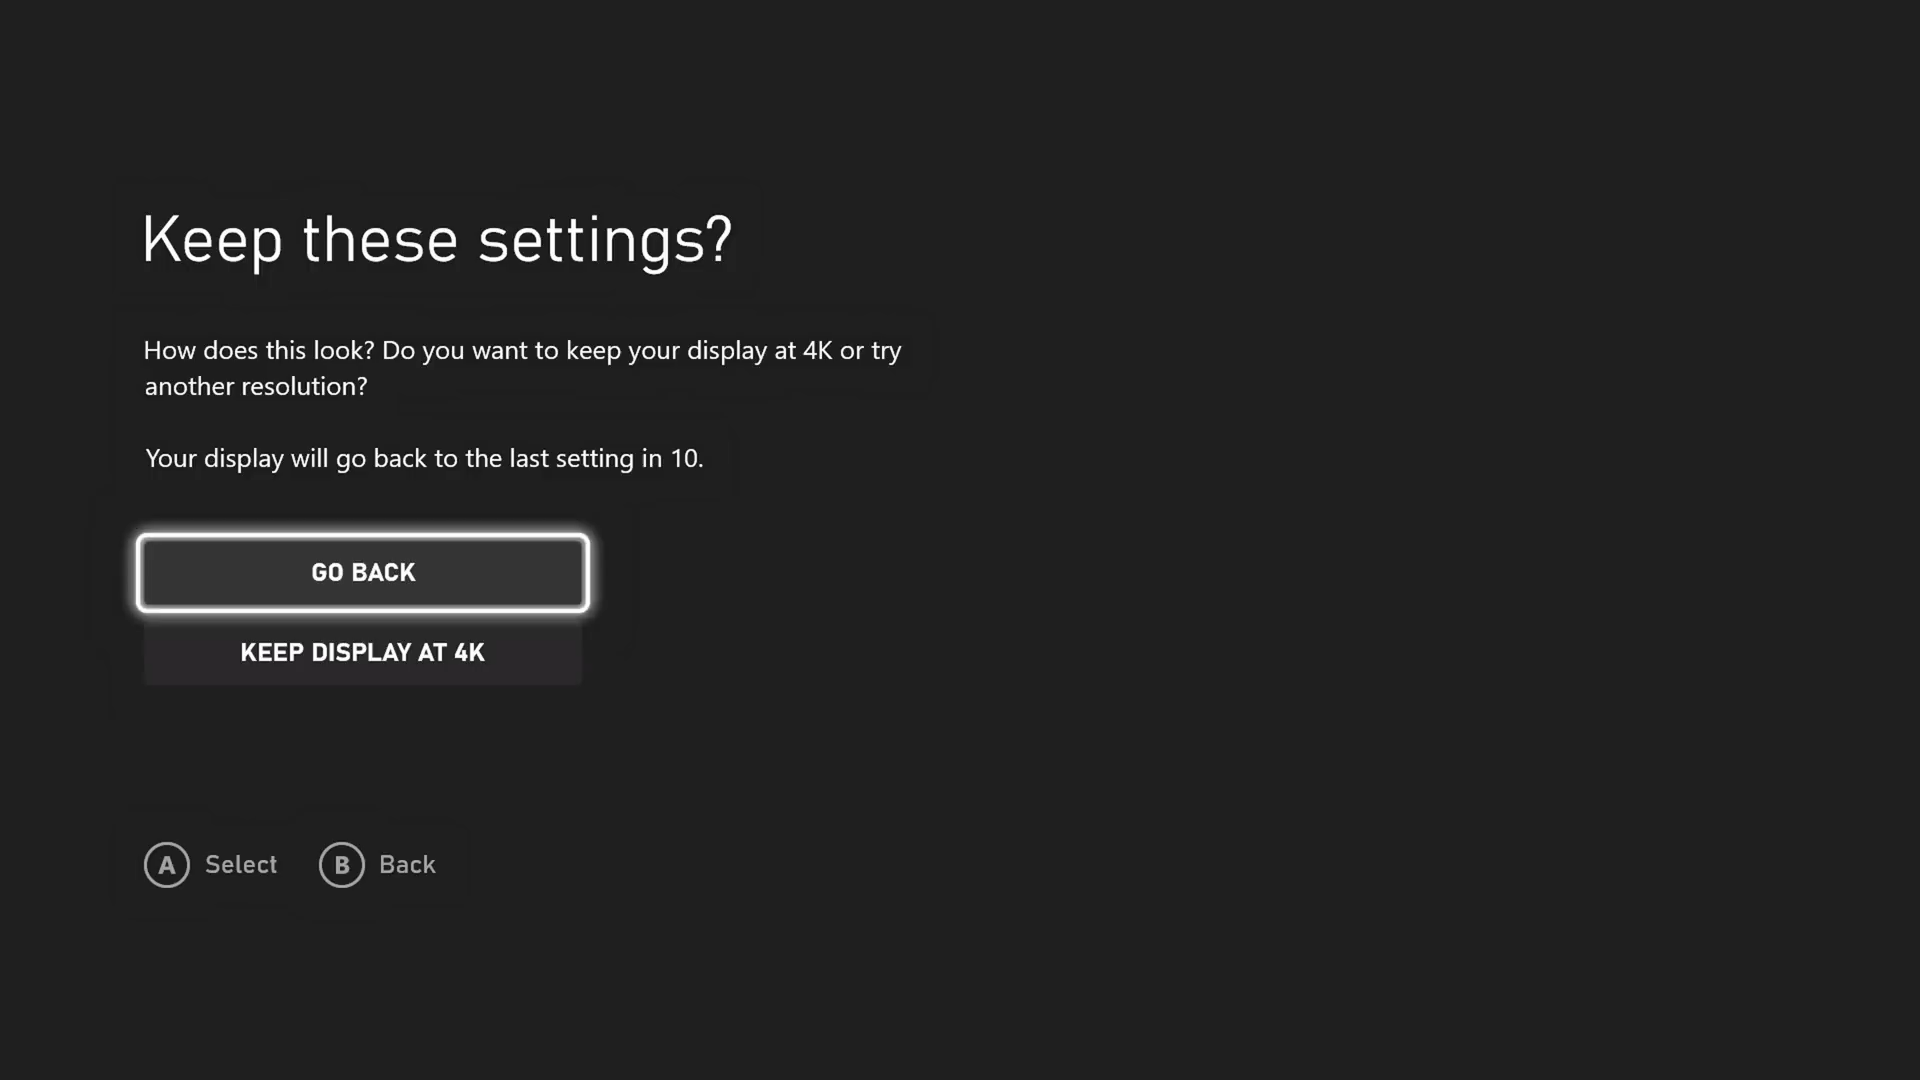 Keep these settings?
How does this look? Do you want to keep your display at 4K or try
another resolution?
Your display will go back to the last setting in 10.
GO BACK
KEEP DISPLAY AT 4K
A Select B Back